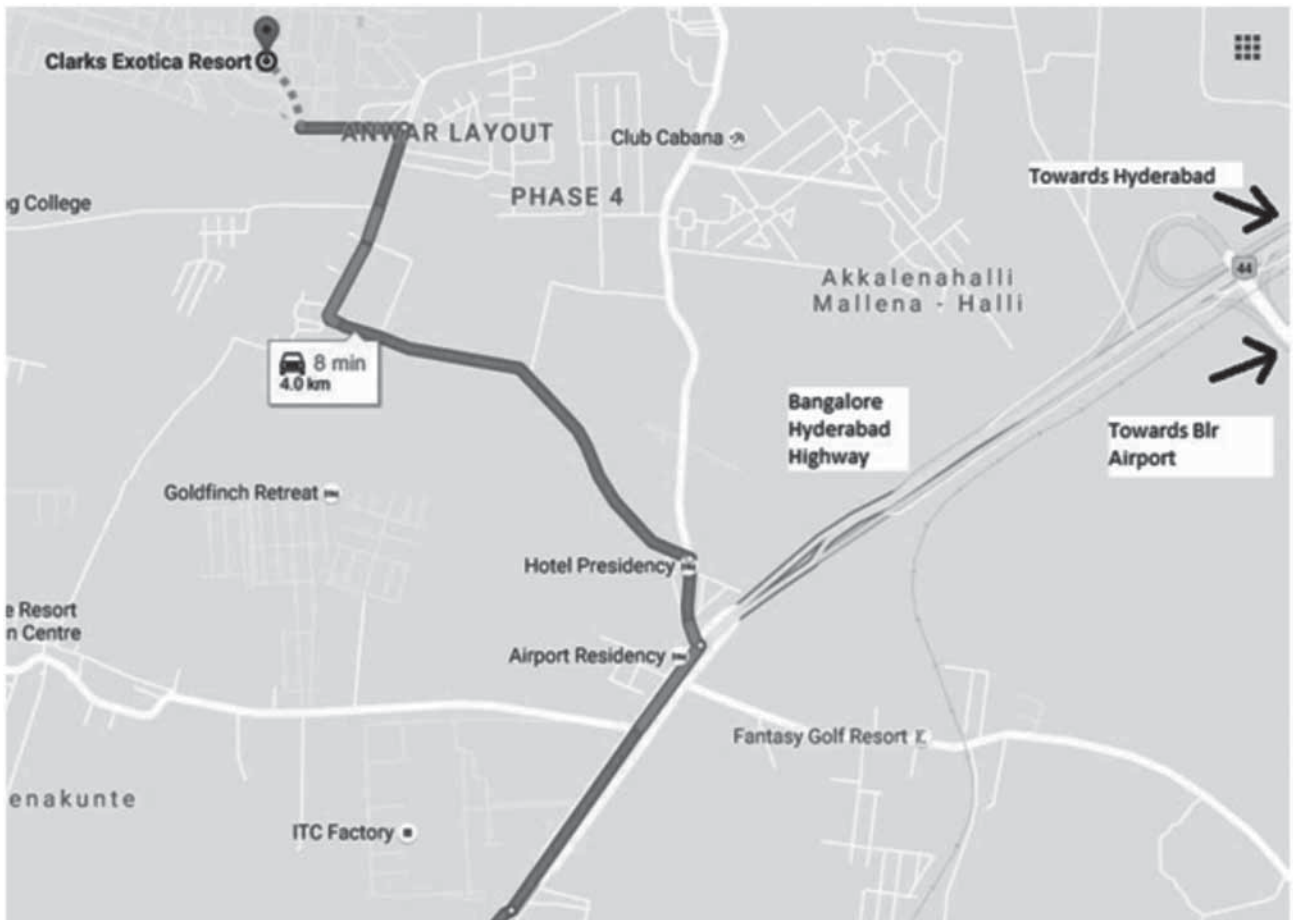 Clarks Exotica Resort
ANWAR LAYOUT
Club Cabana
Towards Hyderabad
g College
PHASE 4
Akkalenahalli
Mallena - Halli
44
8 min
4.0 km
Bangalore
Hyderabad
Highway
Towards Blr
Airport
Goldfinch Retreat
Hotel Presidency
e Resort
n Centre
Airport Residency
Fantasy Golf Resort
enakunte
ITC Factory